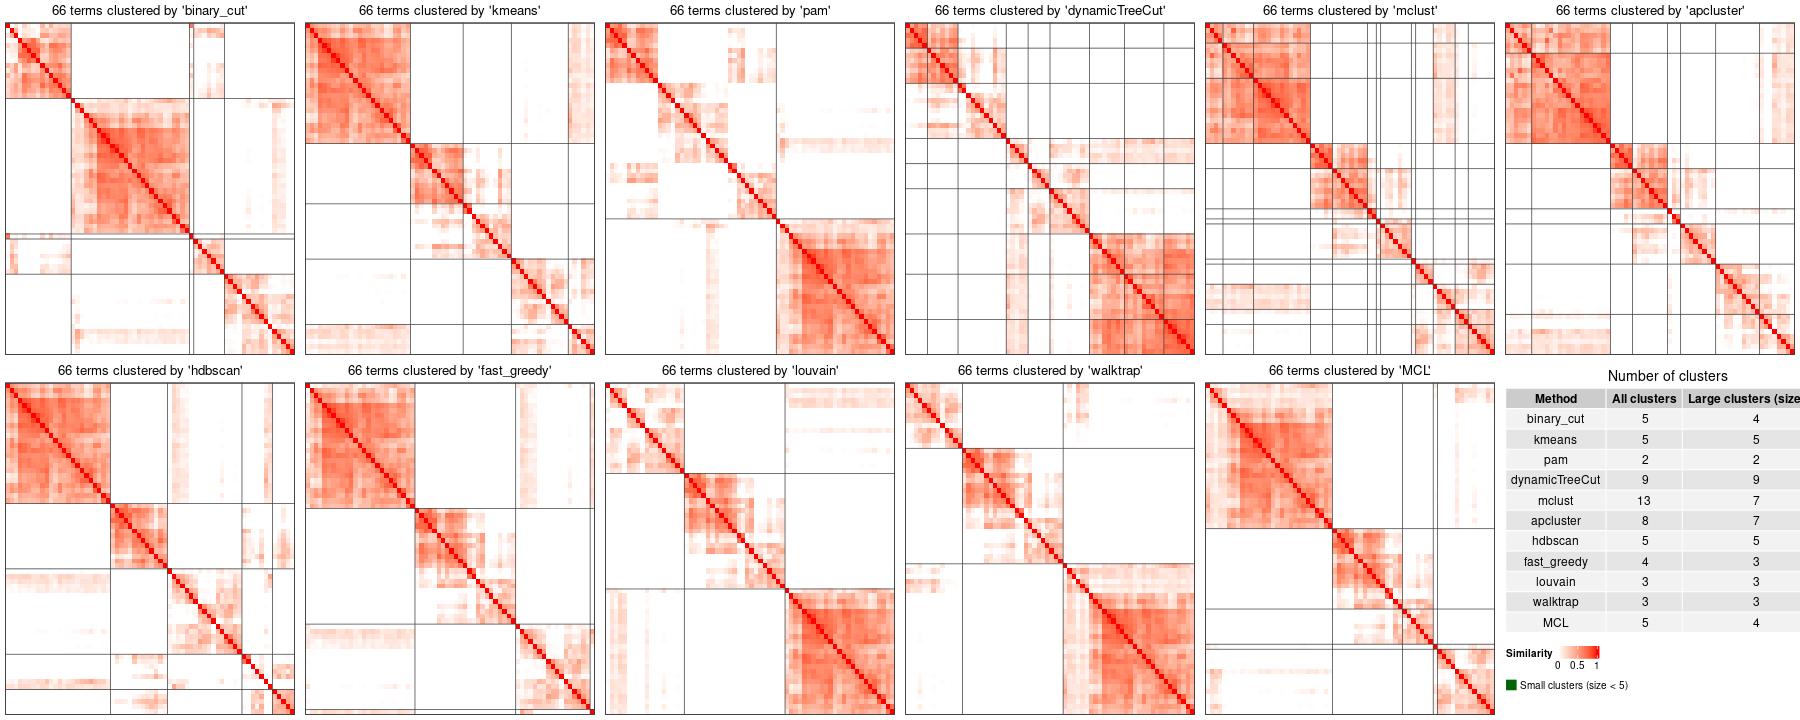 66 terms clustered by 'binary_cut'
66 terms clustered by 'kmeans'
66 terms clustered by 'pam'
66 terms clustered by 'dynamicTreeCut'
66 terms clustered by 'mclust'
66 terms clustered by 'apcluster'
66 terms clustered by 'hdbscan'
66 terms clustered by 'fast_greedy'
66 terms clustered by 'louvain'
66 terms clustered by 'walktrap'
66 terms clustered by 'MCL'
Number of clusters
Method All clusters Large clusters (size
binary_cut 5 4
kmeans 5 5
pam 2 2
dynamicTreeCut 9 9
mclust 13 7
apcluster 8 7
hdbscan 5 5
fast_greedy 4 3
louvain 3 3
walktrap 3 3
MCL 5 4
Similarity
0 0.5 1
Small clusters (size < 5)